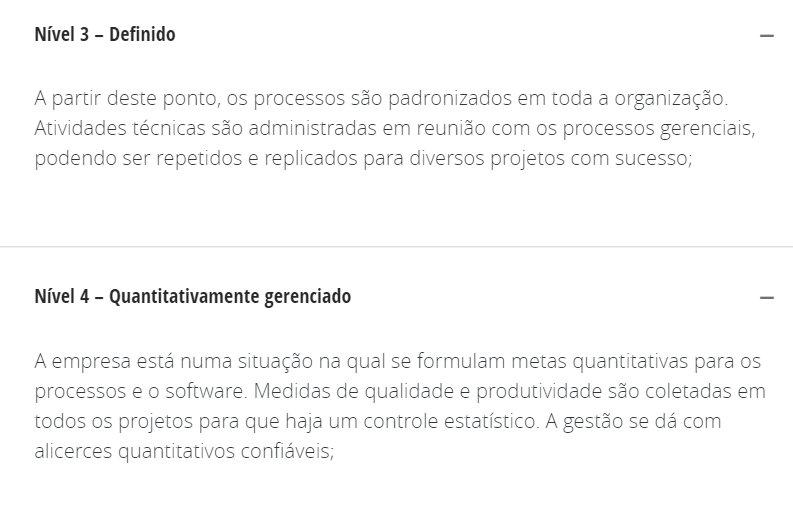 Nível 3 – Definido
A partir deste ponto, os processos são padronizados em toda a organização.
Atividades técnicas são administradas em reunião com os processos gerenciais,
podendo ser repetidos e replicados para diversos projetos com sucesso;
Nível 4 – Quantitativamente gerenciado
A empresa está numa situação na qual se formulam metas quantitativas para os
processos e o software. Medidas de qualidade e produtividade são coletadas em
todos os projetos para que haja um controle estatístico. A gestão se dá com
alicerces quantitativos confiáveis;